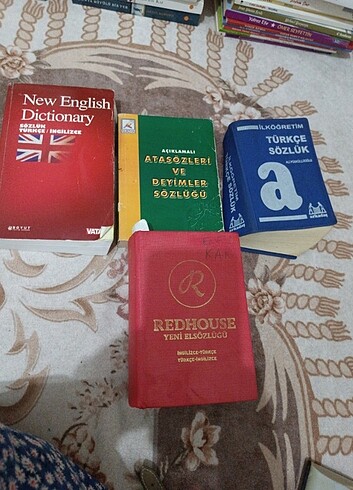 New English
Dictionary
SÖZLÜK
TÜRKÇE / İNGİLİZCE
VATAN
AÇIKLAMALI
ATASÖZLERİ
VE
DEYİMLER
SÖZLÜĞÜ
İLKÖĞRETİM
TÜRKÇE
SÖZLÜK
a
R
REDHOUSE
YENİ ELSÖZLÜĞÜ
İNGİLİZCE-TÜRKÇE
TÜRKÇE-İNGİLİZCE